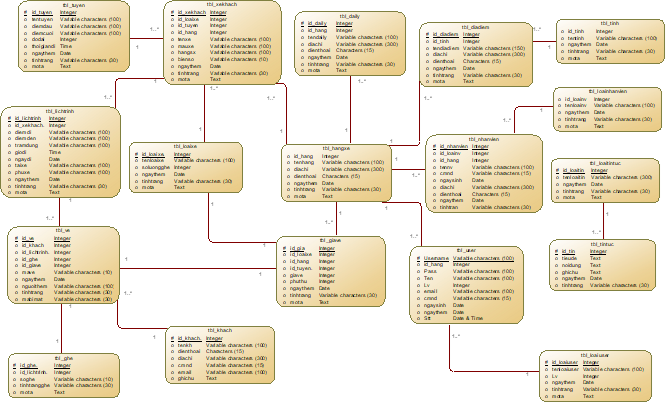 tbl_tuyen
# id_tuyen Integer
o tentuyen Variable characters (100)
o diemdau Variable characters (100)
o diemcuoi Variable characters (100)
o dodai Integer
o thoigiandi Time
o ngaythem Date
o tinhtrang Variable characters (30)
o mota Text
tbl_xekhach
# id_xekhach Integer
o id_loaixe Integer
o id_tuyen Integer
o id_hang Integer
o tenxe Variable characters (100)
o mauxe Variable characters (100)
o hangsx Variable characters (100)
o bienso Variable characters (10)
o ngaythem Date
o tinhtrang Variable characters (30)
o mota Text
tbl_daily
# id_daily Integer
o id_hang Integer
o tendaily Variable characters (100)
o diachi Variable characters (300)
o dienthoai Characters (15)
o ngaythem Date
o tinhtrang Variable characters (30)
o mota Text
tbl_diadiem
# id_diadiem Integer
o id_tinh Integer
o tendiadiem Variable characters (150)
o diachi Variable characters (300)
o dienthoai Characters (15)
o ngaythem Date
o tinhtrang Variable characters (30)
o mota Text
tbl_tinh
# id_tinh Integer
o tentinh Variable characters (100)
o ngaythem Date
o tinhtrang Variable characters (30)
o mota Text
tbl_loainhanvien
# id_loainv Integer
o tenloainv Variable characters (100)
o ngaythem Date
o tinhtrang Variable characters (30)
o mota Text
tbl_lichtrinh
# id_lichtrinh Integer
o id_xekhach Integer
o diemdi Variable characters (100)
o diemden Variable characters (100)
o tramdung Variable characters (100)
o giodi Time
o ngaydi Date
o taixe Variable characters (100)
o phuxe Variable characters (100)
o ngaythem Date
o tinhtrang Variable characters (30)
o mota Text
tbl_loaixe
# id_loaixe Integer
o tenloaixe Variable characters (100)
o soluongghe Integer
o ngaythem Date
o tinhtrang Variable characters (30)
o mota Text
tbl_hangxe
# id_hang Integer
o tenhang Variable characters (100)
o diachi Variable characters (300)
o dienthoai Characters (15)
o ngaythem Date
o tinhtrang Variable characters (30)
o mota Text
tbl_nhanvien
# id_nhanvien Integer
o id_loainv Integer
o id_hang Integer
o tennv Variable characters (100)
o cmnd Variable characters (15)
o ngaysinh Date
o diachi Variable characters (300)
o dienthoai Characters (15)
o ngaythem Date
o tinhtran Variable characters (30)
tbl_loaitintuc
# id_loaitin Integer
o tenloaitin Variable characters (300)
o ngaythem Date
o tinhtrang Variable characters (30)
o mota Text
tbl_ve
# id_ve Integer
o id_khach Integer
o id_lichtrinh Integer
o id_ghe Integer
o id_giave Integer
o mave Variable characters (10)
o ngaythem Date
o nguoithem Variable characters (100)
o tinhtrang Variable characters (30)
o mabimat Variable characters (30)
tbl_giave
# id_gia Integer
o id_loaixe Integer
o id_hang Integer
o id_tuyen Integer
o giave Integer
o phuthu Integer
o ngaythem Date
o tinhtrang Variable characters (30)
o mota Text
tbl_user
# Username Variable characters (100)
o id_hang Integer
o Pass Variable characters (100)
o Ten Variable characters (100)
o Lv Integer
o email Variable characters (100)
o cmnd Variable characters (15)
o ngaysinh Date
o ngaythem Date
o Stt Date & Time
tbl_tintuc
# id_tin Integer
o tieude Text
o noidung Text
o ghichu Text
o ngaythem Date
o tinhtrang Variable characters (30)
o Lv Integer
tbl_ghe
# id_ghe Integer
o id_lichtrinh Integer
o soghe Variable characters (10)
o tinhtrangghe Variable characters (30)
o mota Text
tbl_khach
# id_khach Integer
o tenkh Variable characters (100)
o dienthoai Characters (15)
o diachi Variable characters (300)
o cmnd Variable characters (15)
o email Variable characters (100)
o ghichu Text
tbl_loaiuser
# id_loaiuser Integer
o tenloaiuser Variable characters (100)
o Lv Integer
o ngaythem Date
o tinhtrang Variable characters (30)
o mota Text